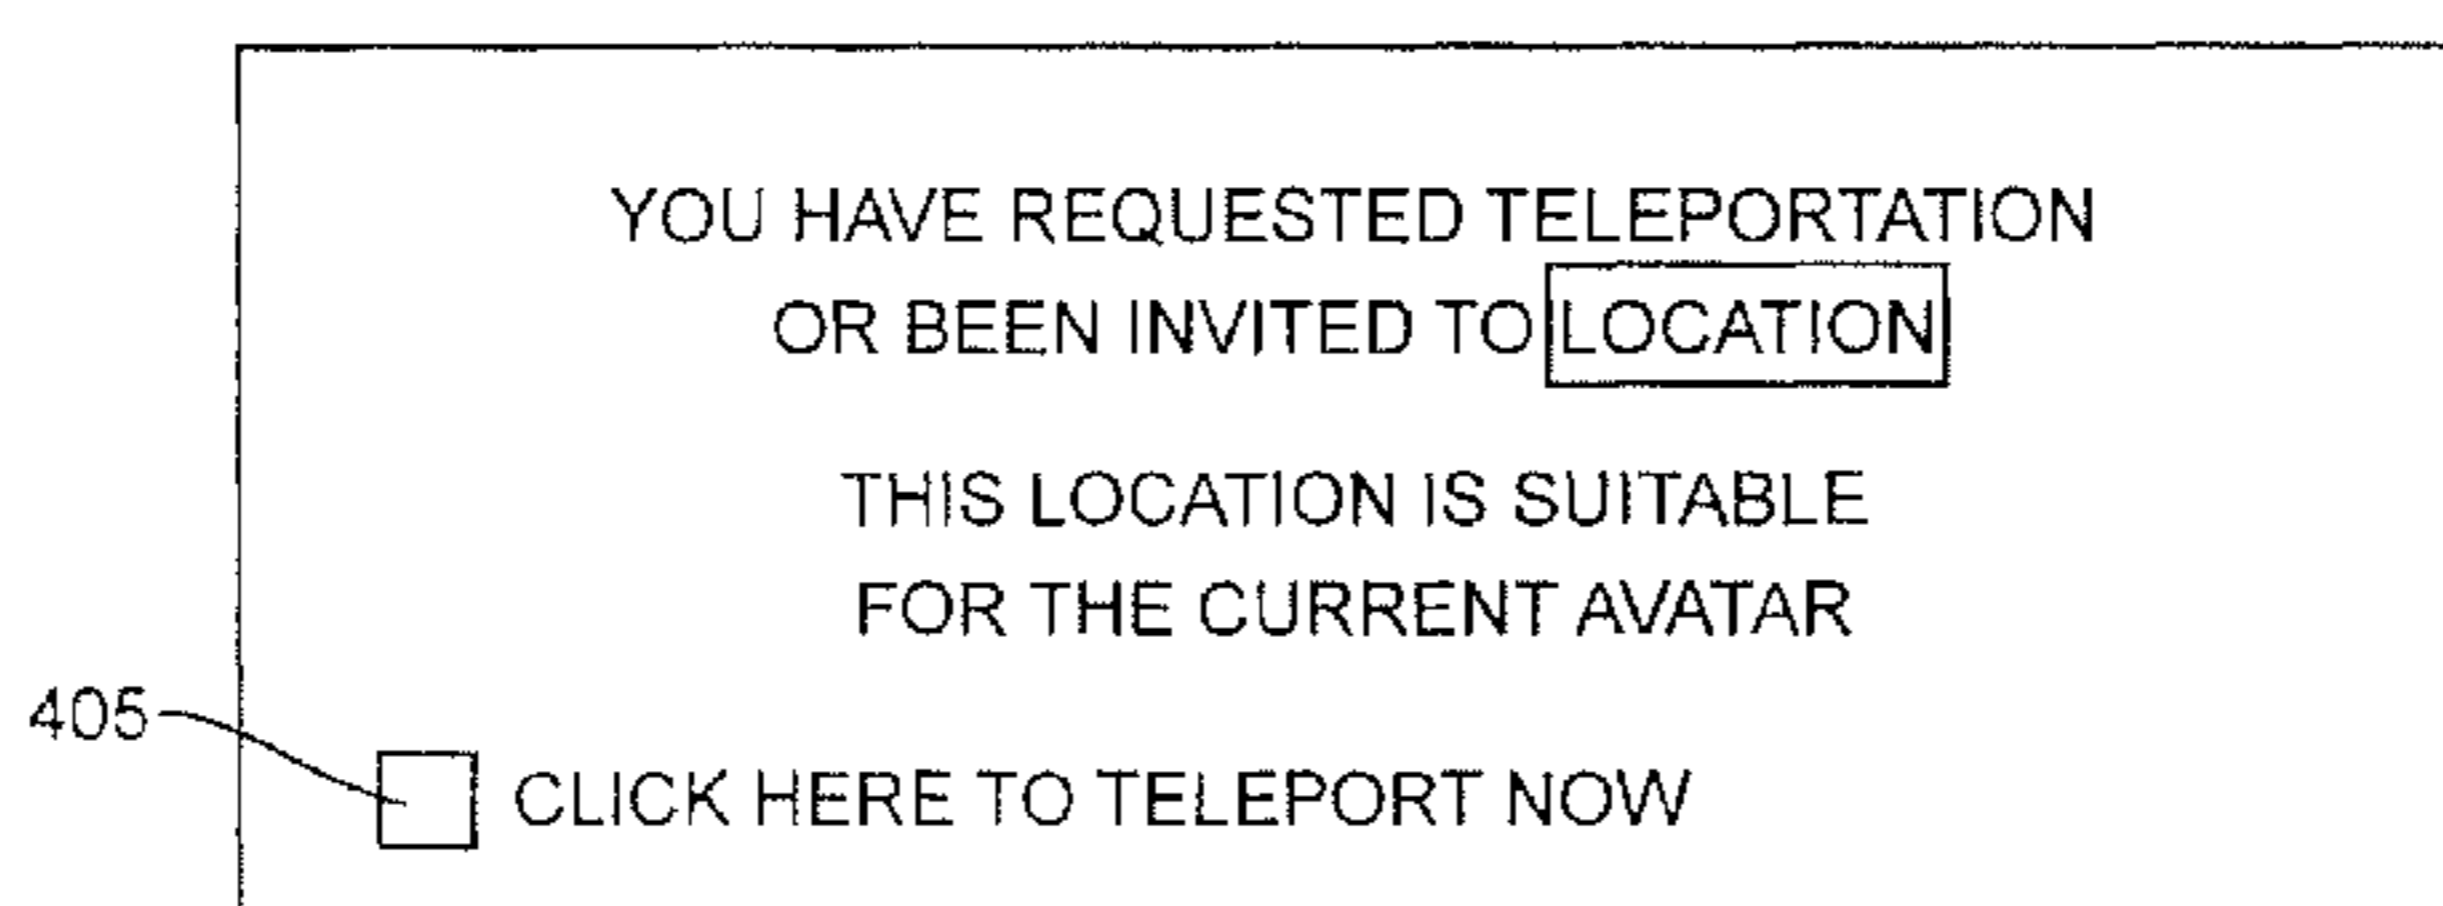 YOU HAVE REQUESTED TELEPORTATION
OR BEEN INVITED TO LOCATION
THIS LOCATION IS SUITABLE
FOR THE CURRENT AVATAR
405
CLICK HERE TO TELEPORT NOW